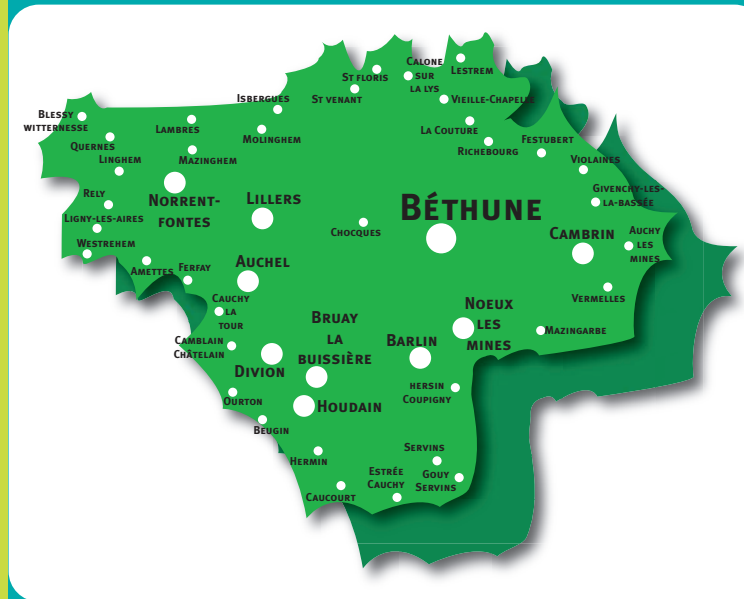 CALONE
SUR
LA LYS
LESTREM
ST FLORIS
ST VENANT
ISBERGUES
VIEILLE-CHAPELLE
BLESSY
WITTERNESSE
LAMBRES
MOLINGHEM
LA COUTURE
RICHEBOURG
FESTUBERT
QUERNES
LINGHEM
MAZINGHEM
VIOLAINES
RELY
NORRENT-
FONTES
LILLERS
BÉTHUNE
GIVENCHY-LES-
LA-BASSÉE
LIGNY-LES-AIRES
WESTREHEM
CHOCQUES
CAMBRIN
AUCHY
LES
MINES
AMETTES
FERFAY
AUCHEL
VERMELLES
CAUCHY
LA
TOUR
BRUAY
LA
BUISSIÈRE
NOEUX
LES
MINES
MAZINGARBE
CAMBLAIN
CHÂTELAIN
BARLIN
DIVION
HERSIN
COUPIGNY
OURTON
HOUDAIN
BEUGIN
HERMIN
SERVINS
ESTRÉE
CAUCHY
GOUY
SERVINS
CAUCOURT